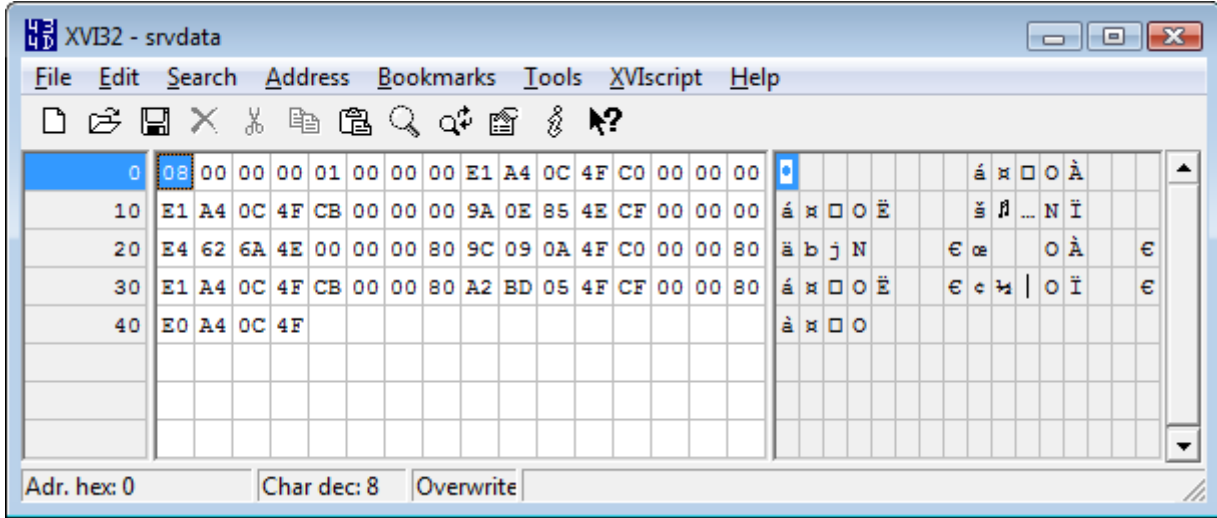 XVI32 - srvdata
File Edit Search Address Bookmarks Tools XVIscript Help
0 08 00 00 00 01 00 00 00 E1 A4 0C 4F C0 00 00 00 á ¤ □ O À
10 E1 A4 0C 4F CB 00 00 00 9A 0E 85 4E CF 00 00 00 á ¤ □ O Ë š ♫ … N Ï
20 E4 62 6A 4E 00 00 00 80 9C 09 0A 4F C0 00 00 80 ä b j N € œ O À €
30 E1 A4 0C 4F CB 00 00 80 A2 BD 05 4F CF 00 00 80 á ¤ □ O Ë € ¢ ½ | O Ï €
40 E0 A4 0C 4F à ¤ □ O
Adr. hex: 0 Char dec: 8 Overwrite